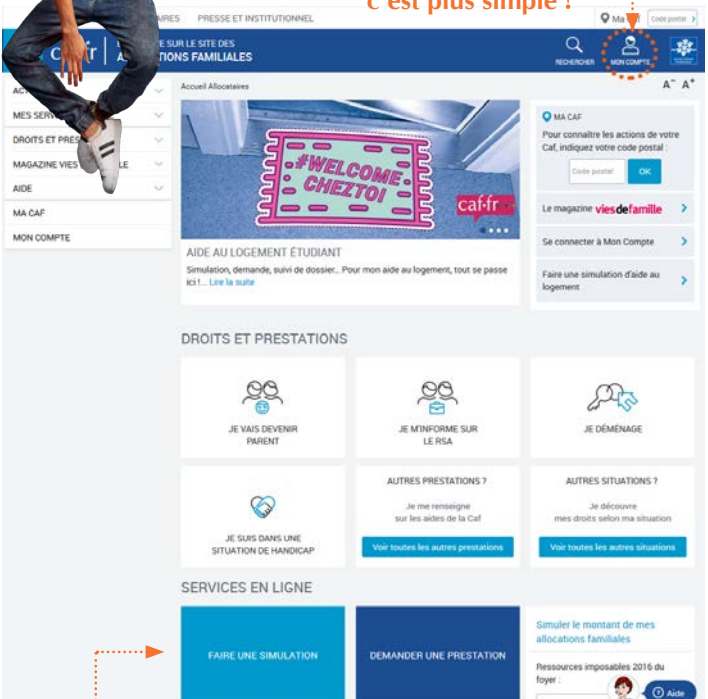 c'est plus simple !
PRESSE ET INSTITUTIONNEL
Code postal
caf.fr
SUR LE SITE DES
FAMILIALES
RECHERCHER
MON COMPTE
A⁻ A⁺
Accueil Allocataires
MES
DROITS ET
MAGAZINE VIES
AIDE
MA CAF
MON COMPTE
#WELCOME
CHEZTOI
caf·fr
AIDE AU LOGEMENT ÉTUDIANT
Simulation, demande, suivi de dossier... Pour mon aide au logement, tout se passe
ici !... Lire la suite
MA CAF
Pour connaître les actions de votre
Caf, indiquez votre code postal :
Code postal
OK
Le magazine viesdefamille
Se connecter à Mon Compte
Faire une simulation d'aide au
logement
DROITS ET PRESTATIONS
JE VAIS DEVENIR
PARENT
JE M'INFORME SUR
LE RSA
JE DÉMÉNAGE
JE SUIS DANS UNE
SITUATION DE HANDICAP
AUTRES PRESTATIONS ?
Je me renseigne
sur les aides de la Caf
Voir toutes les autres prestations
AUTRES SITUATIONS ?
Je découvre
mes droits selon ma situation
Voir toutes les autres situations
SERVICES EN LIGNE
FAIRE UNE SIMULATION
DEMANDER UNE PRESTATION
Simuler le montant de mes
allocations familiales
Ressources imposables 2016 du
foyer :
Aide